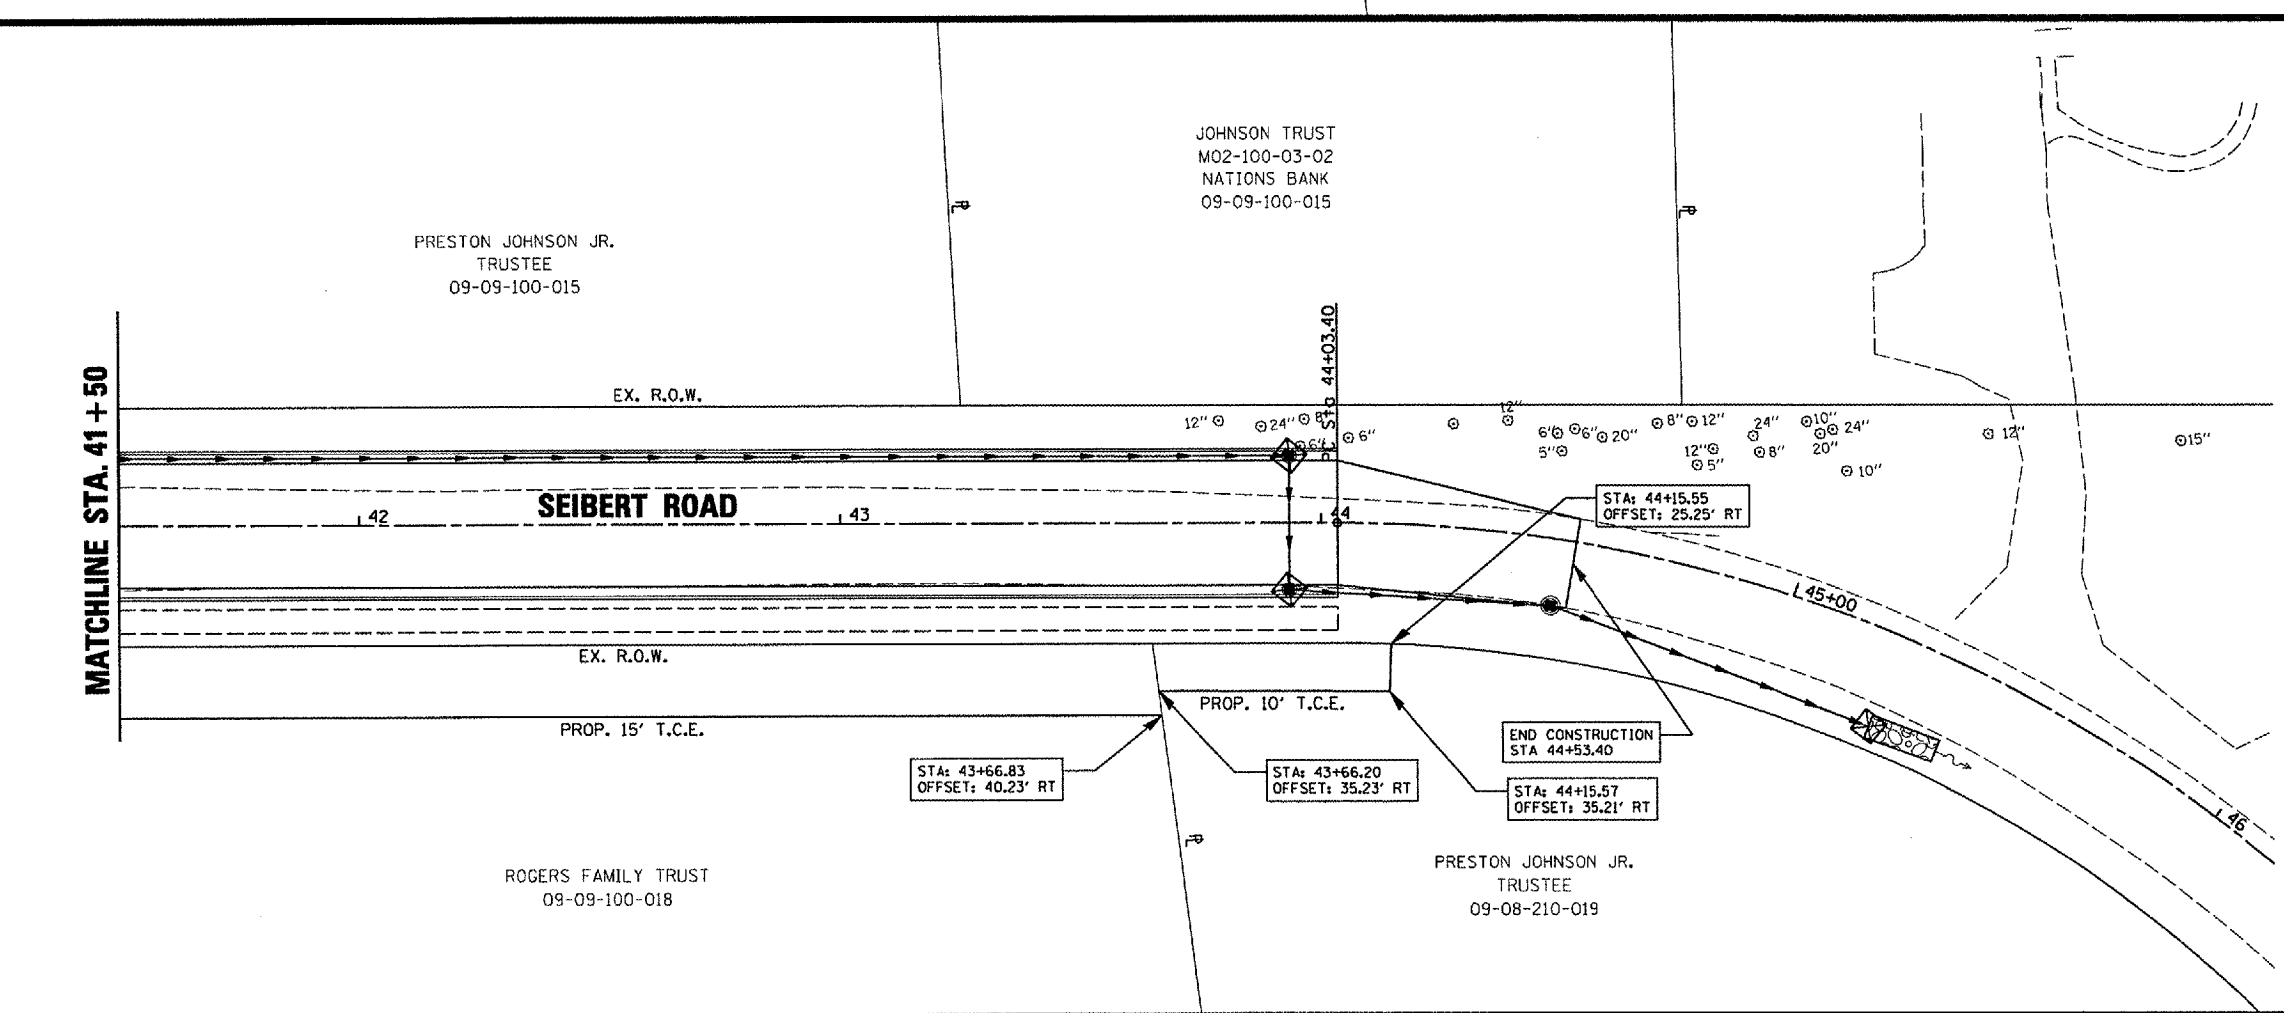 JOHNSON TRUST
M02-100-03-02
NATIONS BANK
09-09-100-015
PRESTON JOHNSON JR.
TRUSTEE
09-09-100-015
MATCHLINE STA. 41+50
EX. R.O.W.
PC Sta 44+03.40
12"
24"
8"
6"
6"
12"
6"
6"
20"
5"
8"
12"
24"
10"
24"
20"
12"
5"
8"
10"
12"
15"
SEIBERT ROAD
42
43
44
STA: 44+15.55
OFFSET: 25.25' RT
45+00
46
EX. R.O.W.
PROP. 10' T.C.E.
PROP. 15' T.C.E.
END CONSTRUCTION
STA 44+53.40
STA: 43+66.83
OFFSET: 40.23' RT
STA: 43+66.20
OFFSET: 35.23' RT
STA: 44+15.57
OFFSET: 35.21' RT
ROGERS FAMILY TRUST
09-09-100-018
PRESTON JOHNSON JR.
TRUSTEE
09-08-210-019